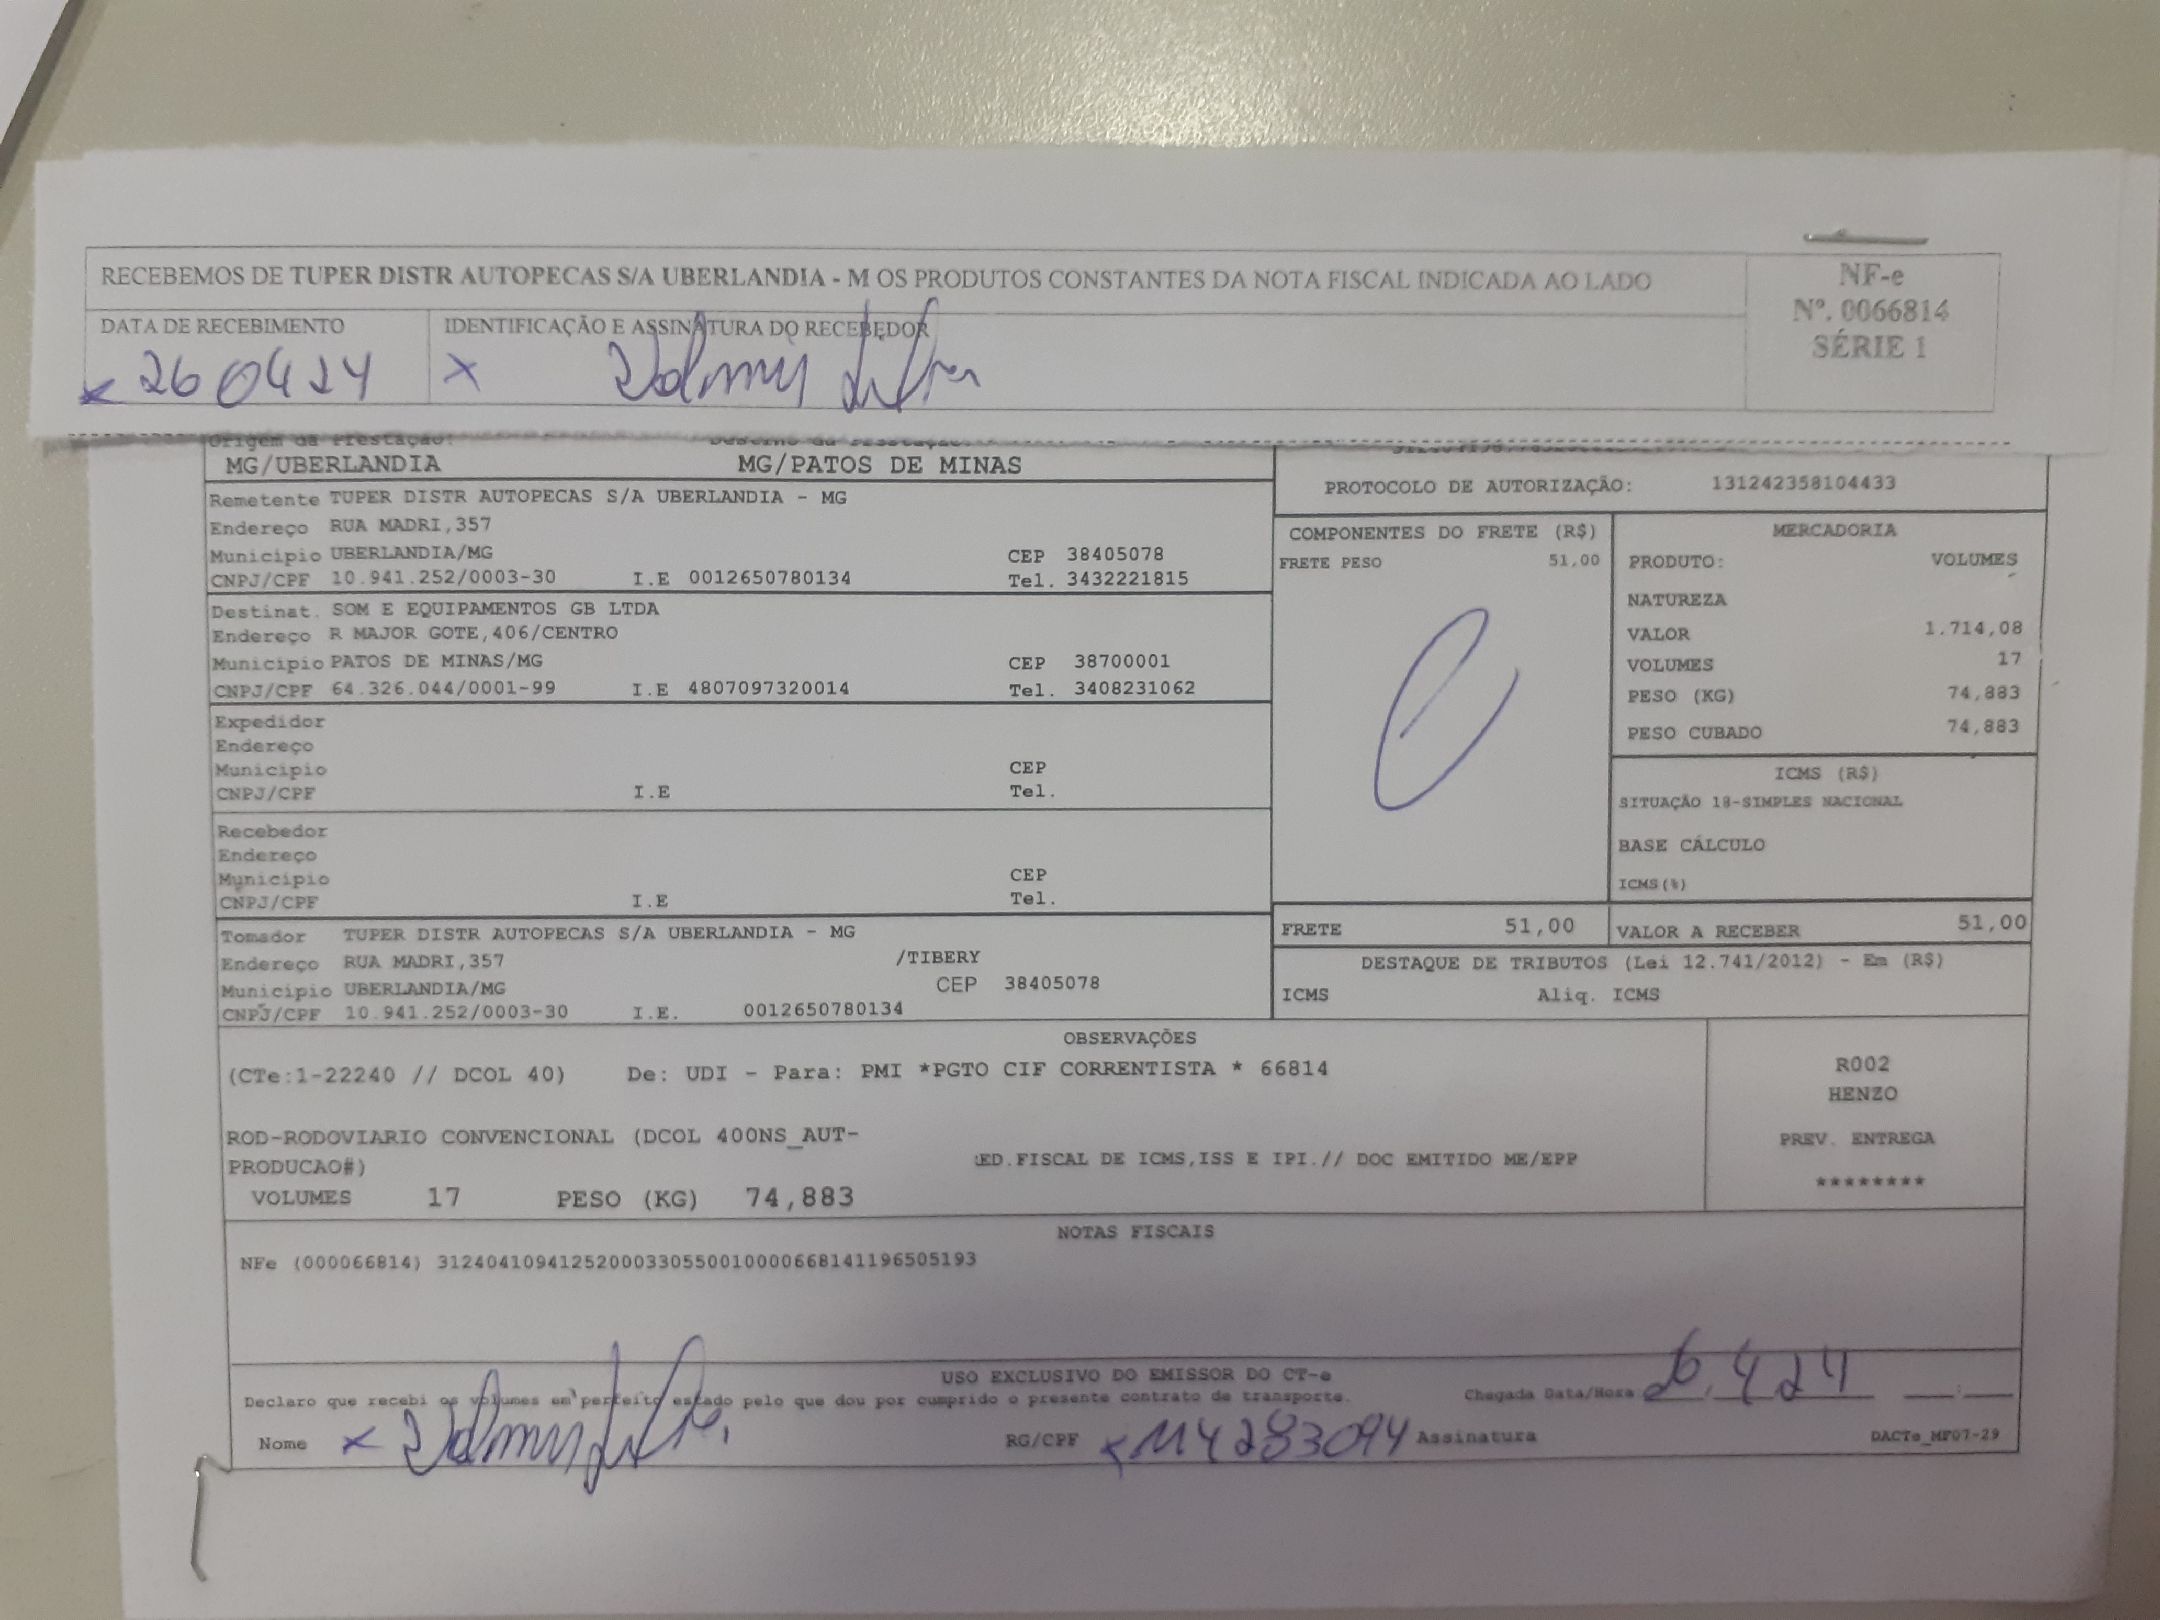 RECEBEMOS DE TUPER DISTR AUTOPECAS S/A UBERLANDIA - M OS PRODUTOS CONSTANTES DA NOTA FISCAL INDICADA AO LADO
NF-e
Nº. 0066814
SÉRIE 1
DATA DE RECEBIMENTO
IDENTIFICAÇÃO E ASSINATURA DO RECEBEDOR
x 260424
x
Origem da Prestação:
MG/UBERLANDIA MG/PATOS DE MINAS
PROTOCOLO DE AUTORIZAÇÃO: 131242358104433
Remetente TUPER DISTR AUTOPECAS S/A UBERLANDIA - MG
Endereço RUA MADRI,357
Municipio UBERLANDIA/MG CEP 38405078
CNPJ/CPF 10.941.252/0003-30 I.E 0012650780134 Tel. 3432221815
Destinat. SOM E EQUIPAMENTOS GB LTDA
Endereço R MAJOR GOTE,406/CENTRO
Municipio PATOS DE MINAS/MG CEP 38700001
CNPJ/CPF 64.326.044/0001-99 I.E 4807097320014 Tel. 3408231062
Expedidor
Endereço
Municipio CEP
CNPJ/CPF I.E Tel.
Recebedor
Endereço
Municipio CEP
CNPJ/CPF I.E Tel.
Tomador TUPER DISTR AUTOPECAS S/A UBERLANDIA - MG
Endereço RUA MADRI,357 /TIBERY
Municipio UBERLANDIA/MG CEP 38405078
CNPJ/CPF 10.941.252/0003-30 I.E. 0012650780134
COMPONENTES DO FRETE (R$)
FRETE PESO 51,00
MERCADORIA
PRODUTO: VOLUMES
NATUREZA
VALOR 1.714,08
VOLUMES 17
PESO (KG) 74,883
PESO CUBADO 74,883
ICMS (R$)
SITUAÇÃO 18-SIMPLES NACIONAL
BASE CÁLCULO
ICMS(%)
FRETE 51,00 VALOR A RECEBER 51,00
DESTAQUE DE TRIBUTOS (Lei 12.741/2012) - Em (R$)
ICMS Aliq. ICMS
OBSERVAÇÕES
(CTe:1-22240 // DCOL 40) De: UDI - Para: PMI *PGTO CIF CORRENTISTA * 66814
ROD-RODOVIARIO CONVENCIONAL (DCOL 400NS_AUT-
PRODUCAO#)
ED.FISCAL DE ICMS,ISS E IPI.// DOC EMITIDO ME/EPP
VOLUMES 17 PESO (KG) 74,883
R002
HENZO
PREV. ENTREGA
********
NOTAS FISCAIS
NFe (000066814) 31240410941252000330550010000668141196505193
USO EXCLUSIVO DO EMISSOR DO CT-e
Declaro que recebi os volumes em perfeito estado pelo que dou por cumprido o presente contrato de transporte. Chegada Data/Hora 26.4 24 __:__
Nome x RG/CPF x 114283094 Assinatura DACTe_MF07-29